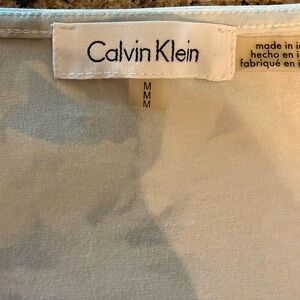 Calvin Klein
M
M
M
made in
hecho en
fabriqué en